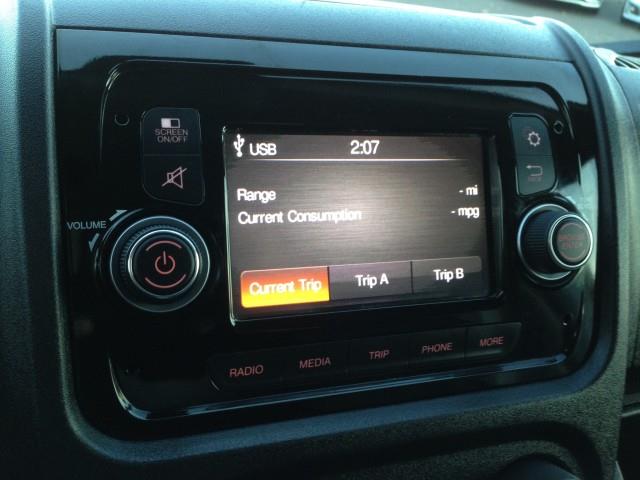 SCREEN
ON/OFF
USB 2:07
Range - mi
Current Consumption - mpg
Current Trip Trip A Trip B
VOLUME
RADIO MEDIA TRIP PHONE MORE